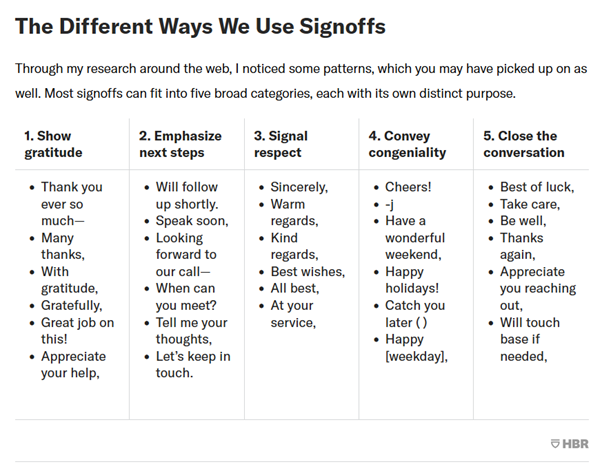 The Different Ways We Use Signoffs
Through my research around the web, I noticed some patterns, which you may have picked up on as
well. Most signoffs can fit into five broad categories, each with its own distinct purpose.
1. Show
gratitude
• Thank you
ever so
much—
• Many
thanks,
• With
gratitude,
• Gratefully,
• Great job on
this!
• Appreciate
your help,
2. Emphasize
next steps
• Will follow
up shortly.
• Speak soon,
• Looking
forward to
our call—
• When can
you meet?
• Tell me your
thoughts,
• Let’s keep in
touch.
3. Signal
respect
• Sincerely,
• Warm
regards,
• Kind
regards,
• Best wishes,
• All best,
• At your
service,
4. Convey
congeniality
• Cheers!
• -j
• Have a
wonderful
weekend,
• Happy
holidays!
• Catch you
later ( )
• Happy
[weekday],
5. Close the
conversation
• Best of luck,
• Take care,
• Be well,
• Thanks
again,
• Appreciate
you reaching
out,
• Will touch
base if
needed,
HBR